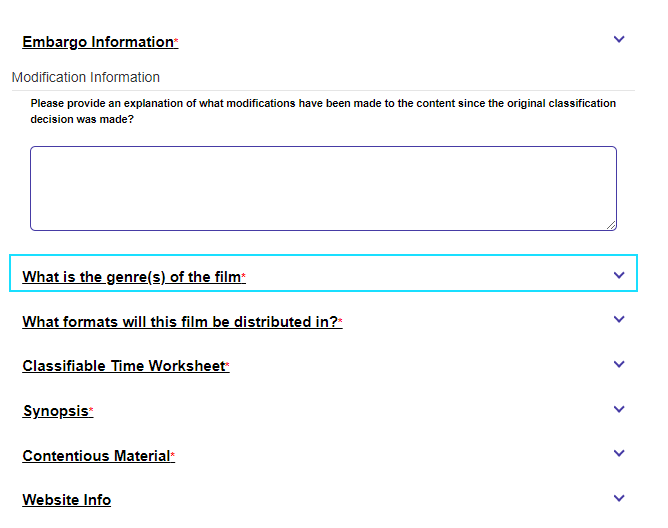 Embargo Information*
Modification Information
Please provide an explanation of what modifications have been made to the content since the original classification
decision was made?
What is the genre(s) of the film*
What formats will this film be distributed in?*
Classifiable Time Worksheet*
Synopsis*
Contentious Material*
Website Info